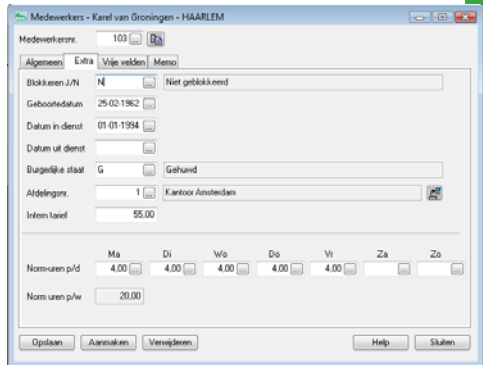 Medewerkers - Karel van Groningen - HAARLEM
Medewerkersnr. 103 ...
Algemeen Extra Vrije velden Memo
Blokkeren J/N N ... Niet geblokkeerd
Geboortedatum 25-02-1962 ...
Datum in dienst 01-01-1994 ...
Datum uit dienst ...
Burgerlijke staat G ... Gehuwd
Afdelingsnr. 1 ... Kantoor Amsterdam
Intern tarief 55,00
Ma Di Wo Do Vr Za Zo
Norm-uren p/d 4,00 ... 4,00 ... 4,00 ... 4,00 ... 4,00 ... ... ...
Norm uren p/w 20,00
Opslaan Aanmaken Verwijderen Help Sluiten